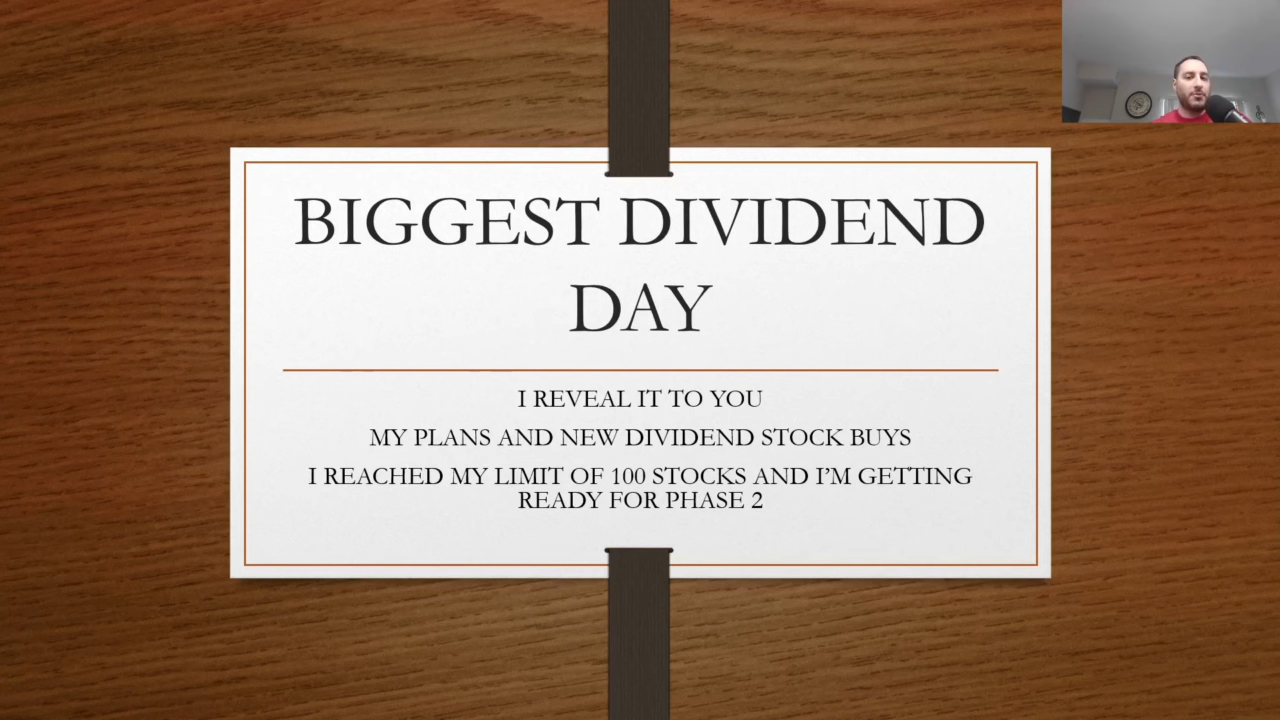 BIGGEST DIVIDEND
DAY
I REVEAL IT TO YOU
MY PLANS AND NEW DIVIDEND STOCK BUYS
I REACHED MY LIMIT OF 100 STOCKS AND I'M GETTING
READY FOR PHASE 2